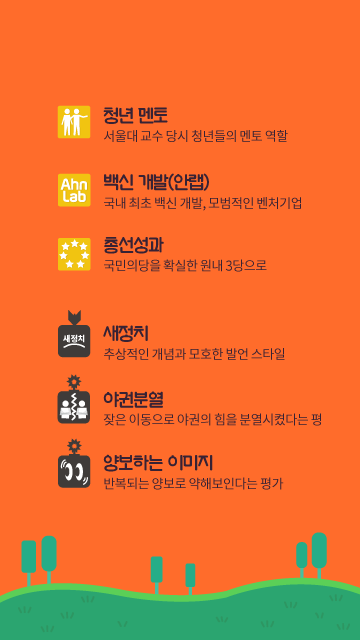 청년 멘토
서울대 교수 당시 청년들의 멘토 역할
Ahn
Lab
백신 개발(안랩)
국내 최초 백신 개발, 모범적인 벤처기업
총선성과
국민의당을 확실한 원내 3당으로
새정치
새정치
추상적인 개념과 모호한 발언 스타일
야권분열
잦은 이동으로 야권의 힘을 분열시켰다는 평
양보하는 이미지
반복되는 양보로 약해보인다는 평가